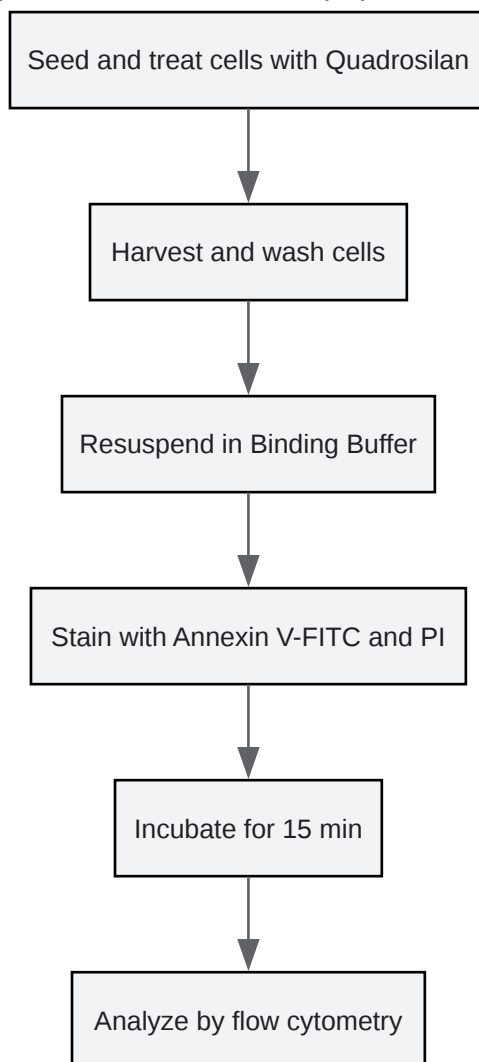 Seed and treat cells with Quadrosilan
Harvest and wash cells
Resuspend in Binding Buffer
Stain with Annexin V-FITC and PI
Incubate for 15 min
Analyze by flow cytometry